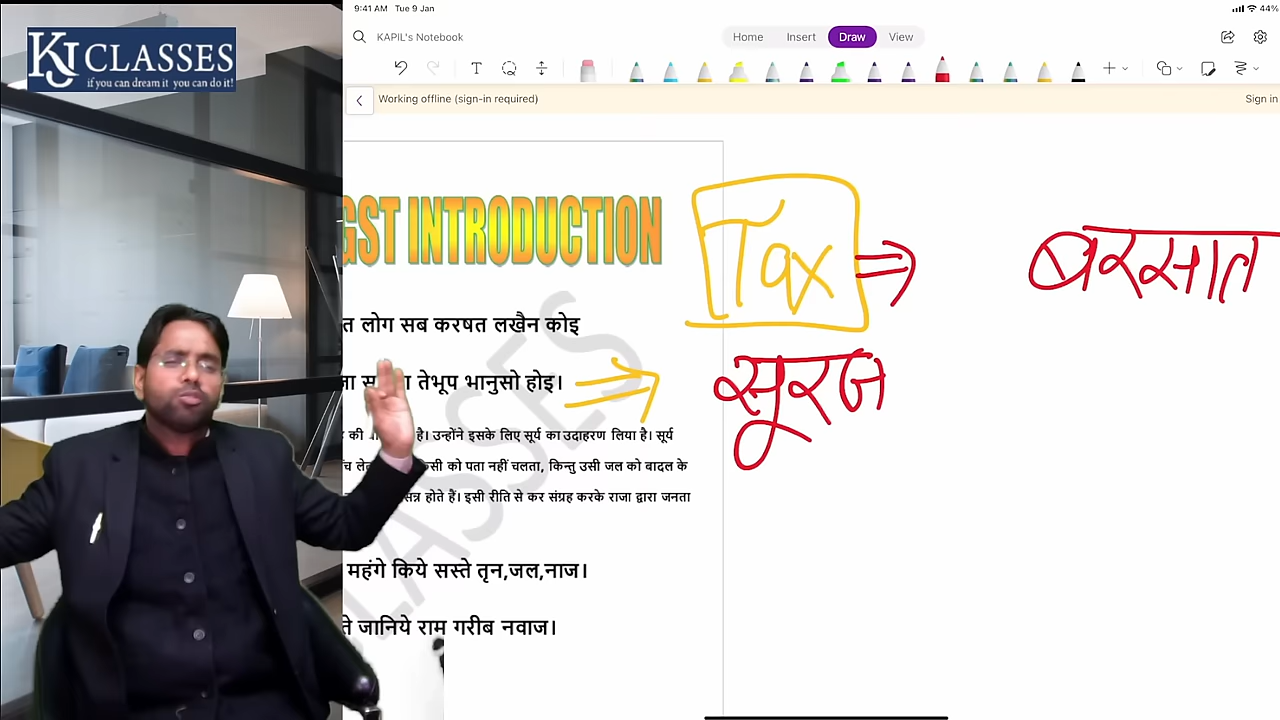 9:41 AM Tue 9 Jan
44%
KJ CLASSES
if you can dream it you can do it!
KAPIL's Notebook
Home Insert Draw View
Working offline (sign-in required)
Sign in
GST INTRODUCTION
Tax ⇒ बरसात
त लोग सब करषत लखैन कोइ
तेभूप भानुसो होइ। ⇒ सूरज
है। उन्होंने इसके लिए सूर्य का उदाहरण लिया है। सूर्य
को पता नहीं चलता, किन्तु उसी जल को बादल के
होते हैं। इसी रीति से कर संग्रह करके राजा द्वारा जनता
महंगे किये सस्ते तृन,जल,नाज।
ते जानिये राम गरीब नवाज।
CLASSES